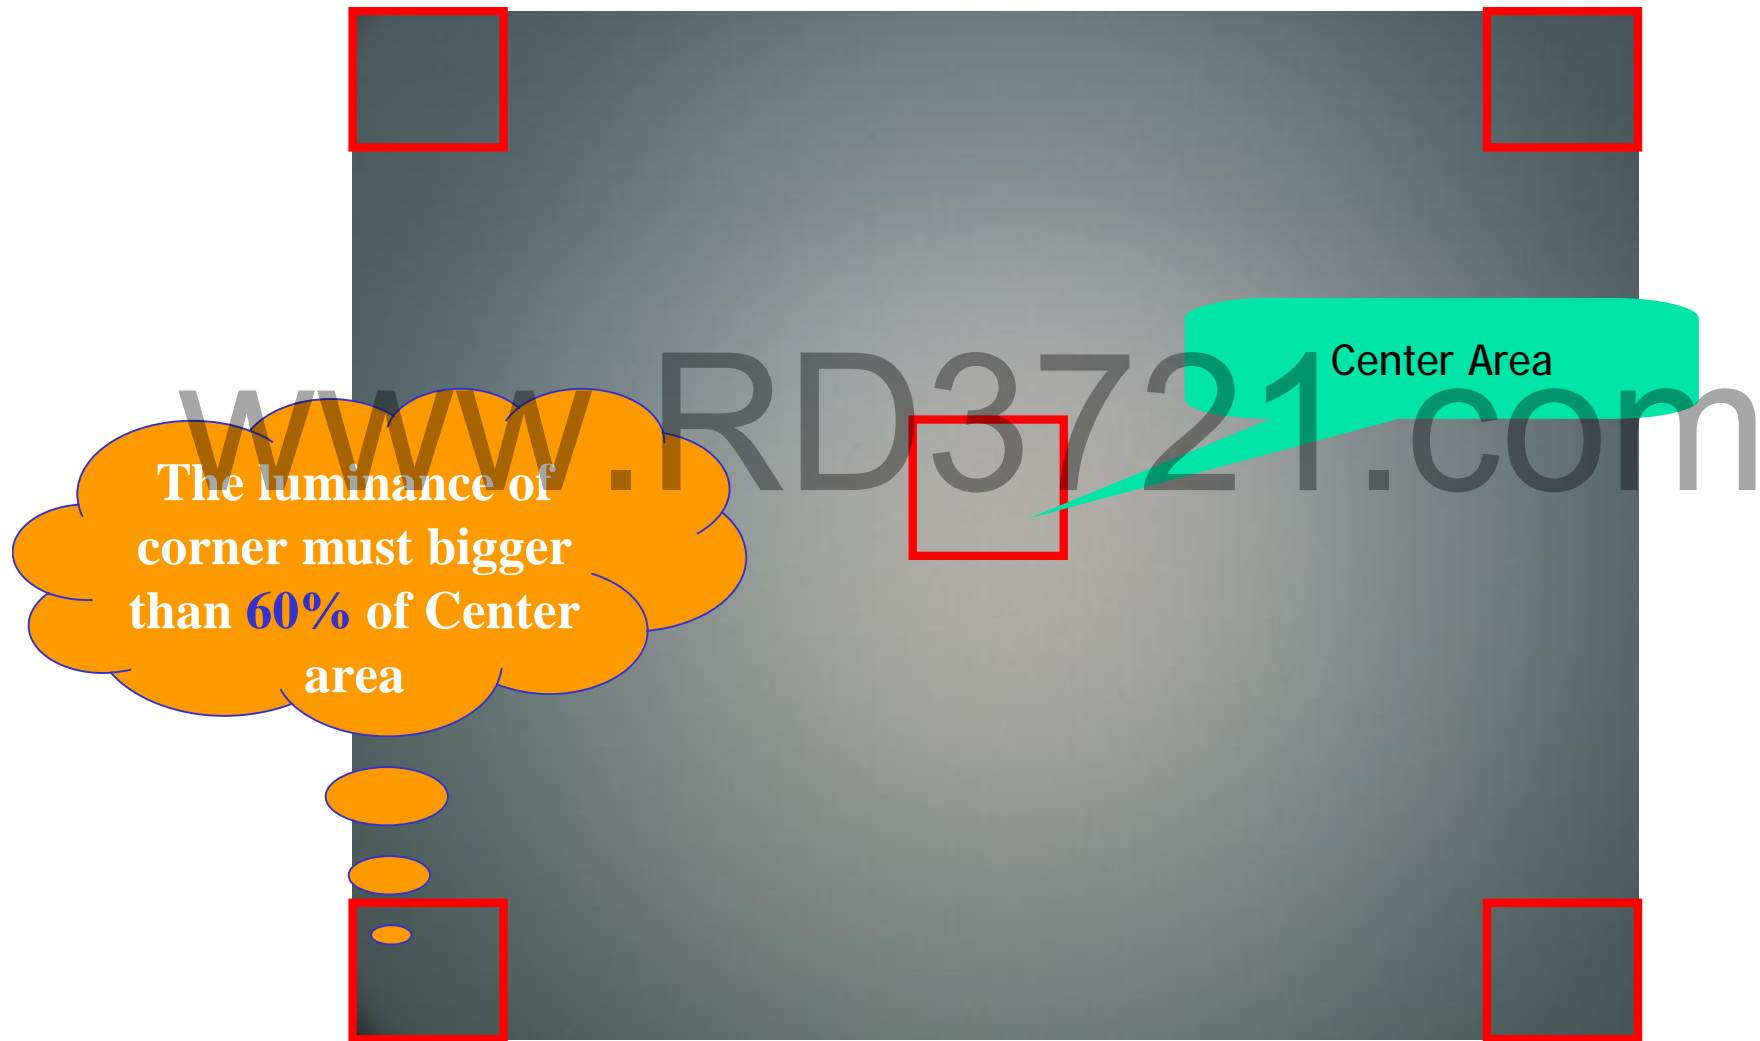 Center Area
www.RD3721.com
The luminance of
corner must bigger
than 60% of Center
area